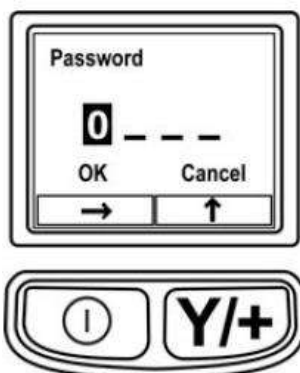 Password
0 _ _ _
OK Cancel
→ ↑
Y/+